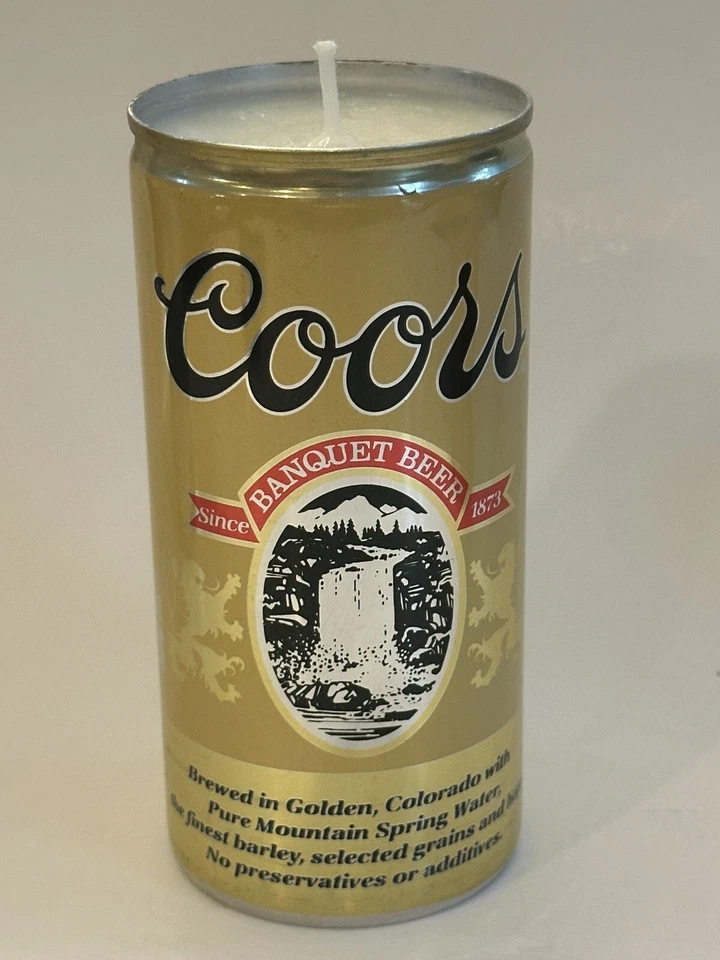 Coors
BANQUET BEER
Since 1873
Brewed in Golden, Colorado with
Pure Mountain Spring Water,
the finest barley, selected grains and
No preservatives or additives.